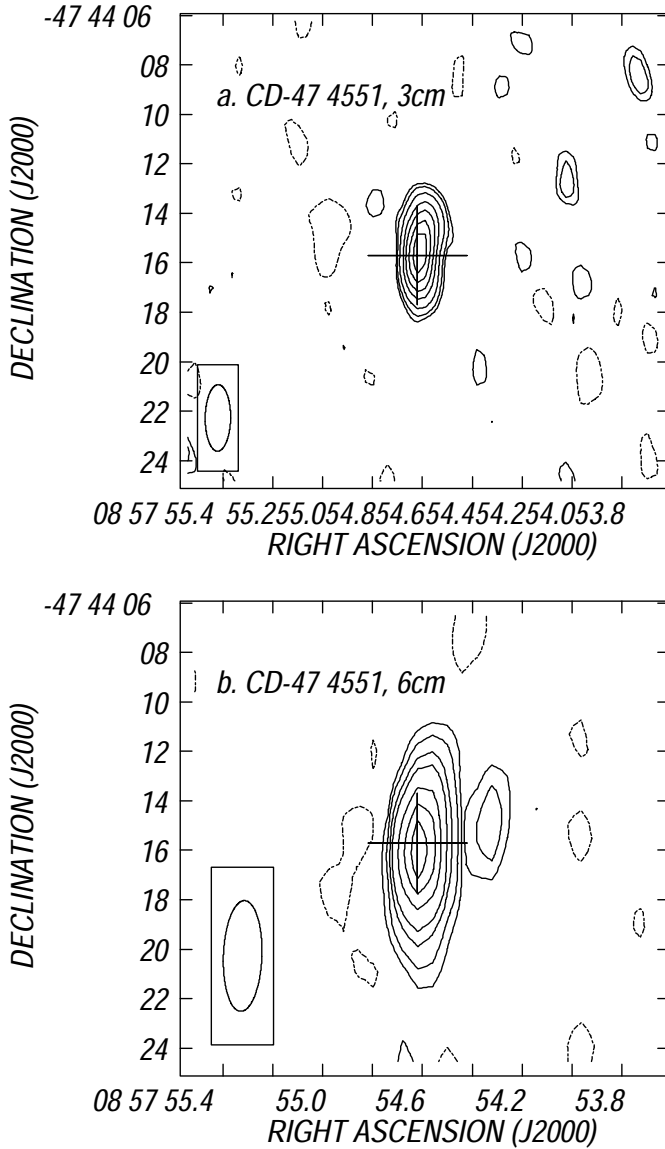 -47 44 06
08
a. CD-47 4551, 3cm
10
12
14
16
18
20
22
24
DECLINATION (J2000)
08 57 55.4 55.255.054.854.654.454.254.053.8
RIGHT ASCENSION (J2000)
-47 44 06
08
b. CD-47 4551, 6cm
10
12
14
16
18
20
22
24
DECLINATION (J2000)
08 57 55.4 55.0 54.6 54.2 53.8
RIGHT ASCENSION (J2000)